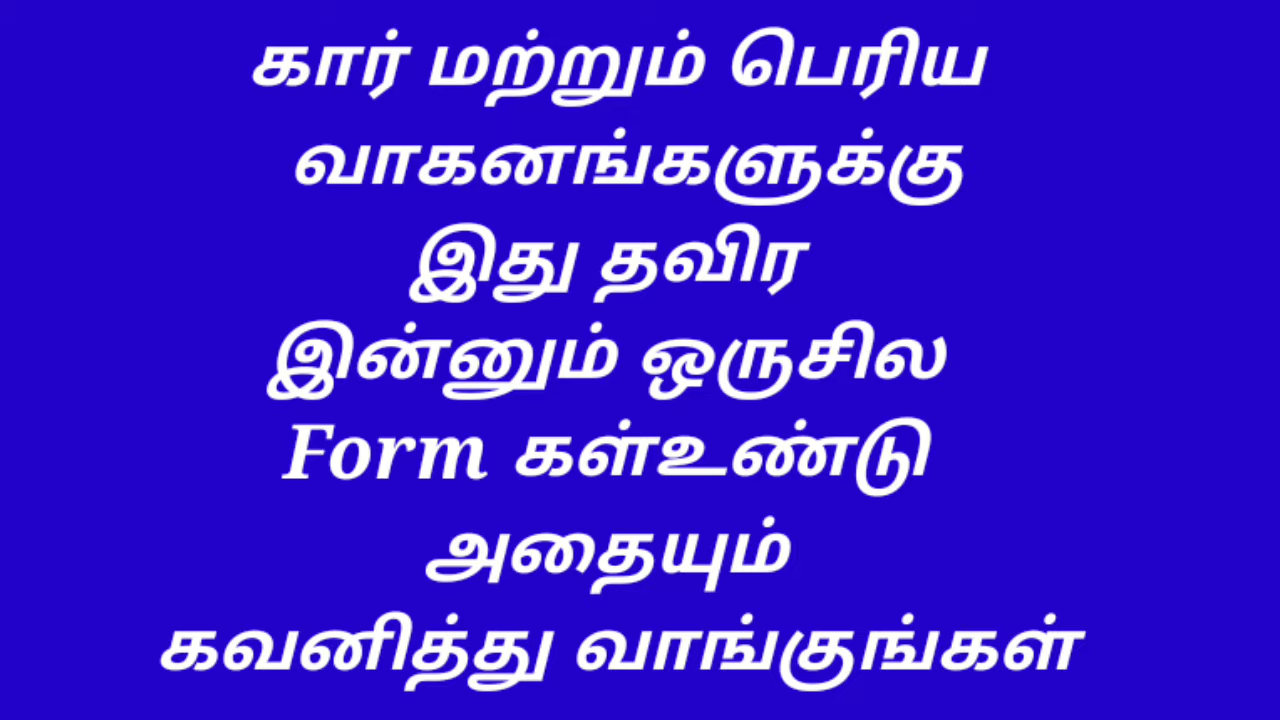 கார் மற்றும் பெரிய
வாகனங்களுக்கு
இது தவிர
இன்னும் ஒருசில
Form கள்உண்டு
அதையும்
கவனித்து வாங்குங்கள்